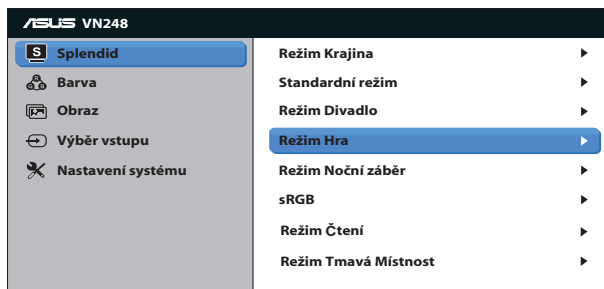 ASUS VN248
S Splendid
Barva
Obraz
Výběr vstupu
Nastavení systému
Režim Krajina
Standardní režim
Režim Divadlo
Režim Hra
Režim Noční záběr
sRGB
Režim Čtení
Režim Tmavá Místnost